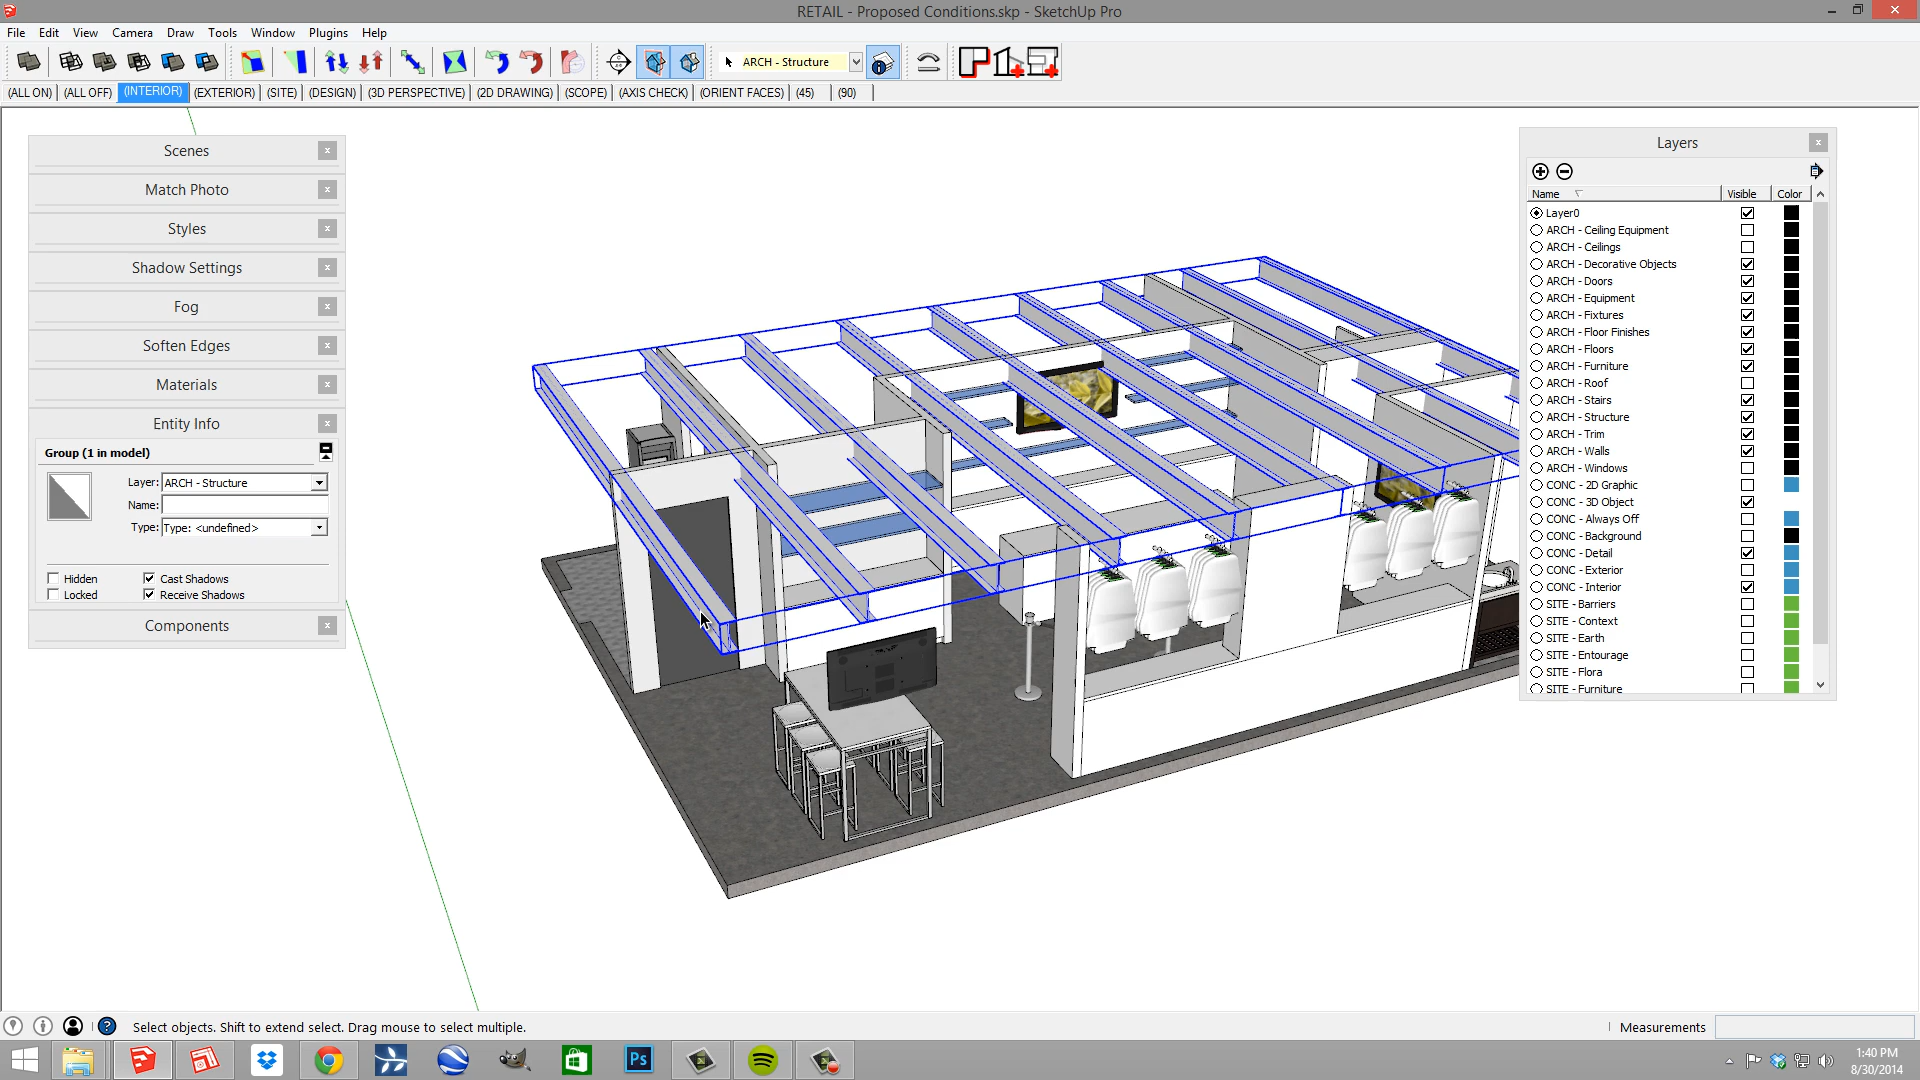 RETAIL - Proposed Conditions.skp - SketchUp Pro
File Edit View Camera Draw Tools Window Plugins Help
ARCH - Structure
(ALL ON) (ALL OFF) (INTERIOR) (EXTERIOR) (SITE) (DESIGN) (3D PERSPECTIVE) (2D DRAWING) (SCOPE) (AXIS CHECK) (ORIENT FACES) (45) (90)
Scenes
Match Photo
Styles
Shadow Settings
Fog
Soften Edges
Materials
Entity Info
Group (1 in model)
Layer: ARCH - Structure
Name:
Type: Type: <undefined>
Hidden Cast Shadows
Locked Receive Shadows
Components
Layers
Name Visible Color
Layer0
ARCH - Ceiling Equipment
ARCH - Ceilings
ARCH - Decorative Objects
ARCH - Doors
ARCH - Equipment
ARCH - Fixtures
ARCH - Floor Finishes
ARCH - Floors
ARCH - Furniture
ARCH - Roof
ARCH - Stairs
ARCH - Structure
ARCH - Trim
ARCH - Walls
ARCH - Windows
CONC - 2D Graphic
CONC - 3D Object
CONC - Always Off
CONC - Background
CONC - Detail
CONC - Exterior
CONC - Interior
SITE - Barriers
SITE - Context
SITE - Earth
SITE - Entourage
SITE - Flora
SITE - Furniture
Select objects. Shift to extend select. Drag mouse to select multiple.
Measurements
Ps
1:40 PM
8/30/2014